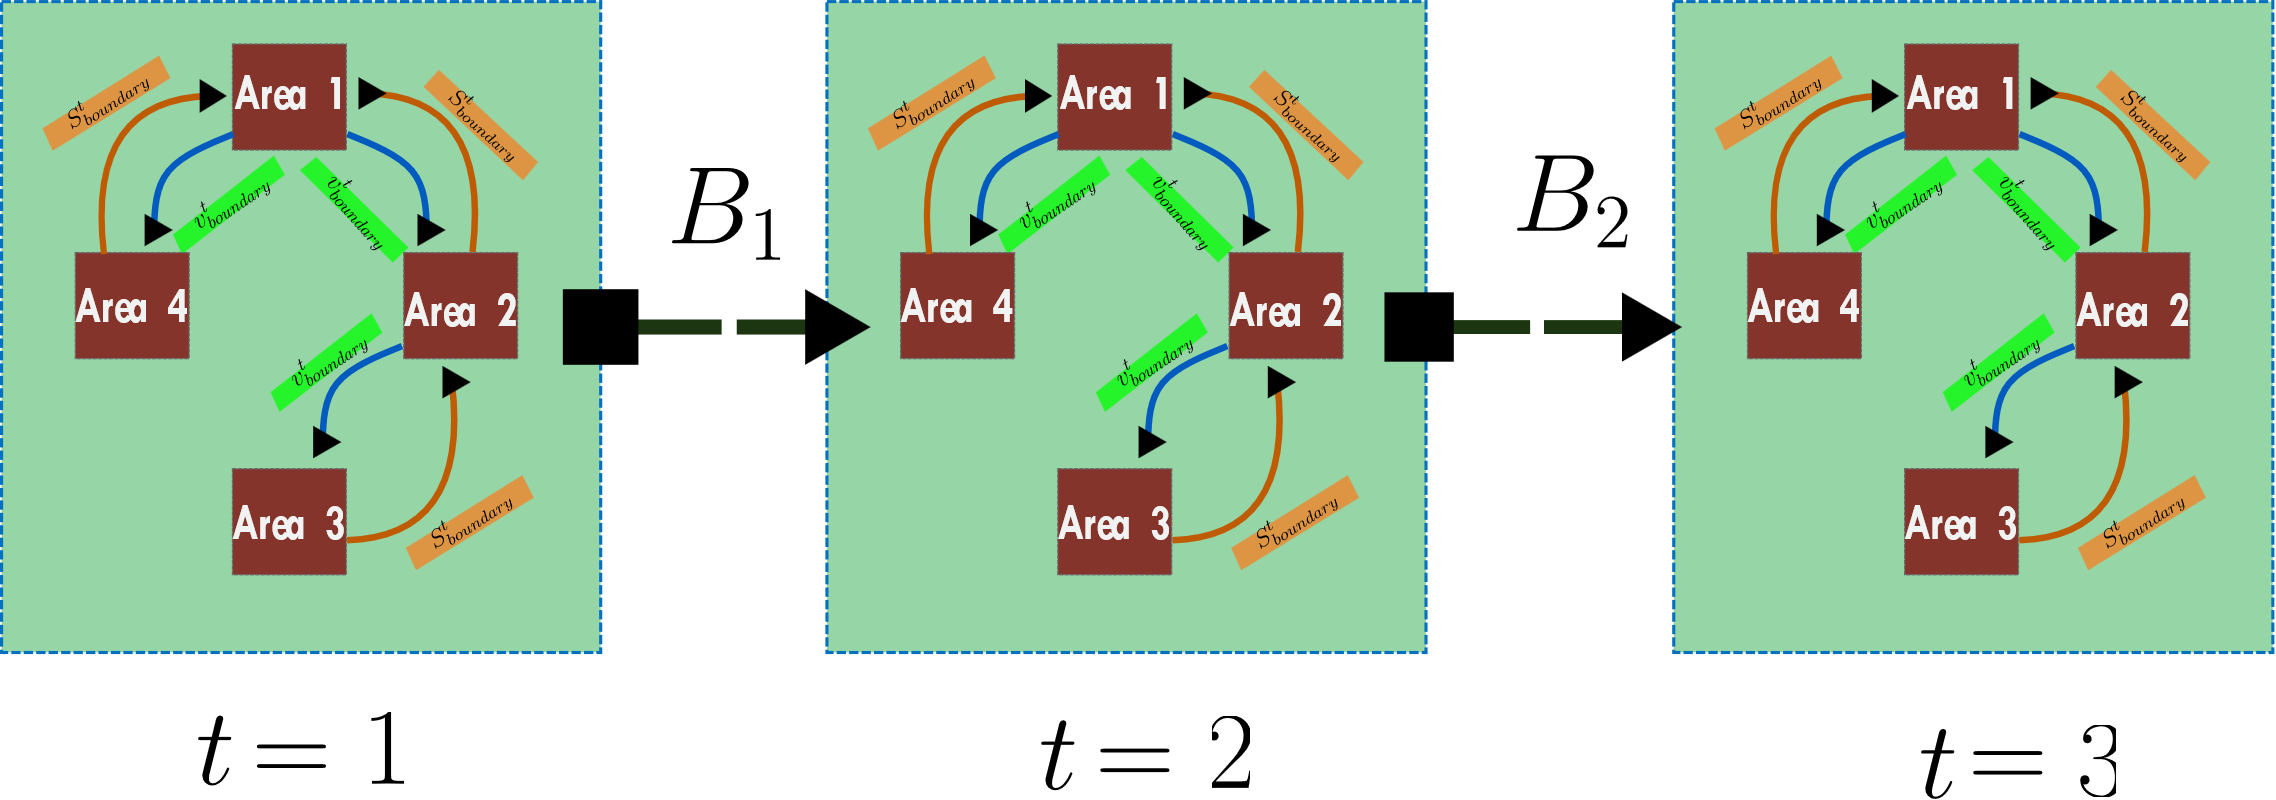 Area 1
S^t_boundary
S^t_boundary
v^t_boundary
v^t_boundary
Area 4
Area 2
v^t_boundary
Area 3
S^t_boundary
t = 1
B_1
Area 1
S^t_boundary
S^t_boundary
v^t_boundary
v^t_boundary
Area 4
Area 2
v^t_boundary
Area 3
S^t_boundary
t = 2
B_2
Area 1
S^t_boundary
S^t_boundary
v^t_boundary
v^t_boundary
Area 4
Area 2
v^t_boundary
Area 3
S^t_boundary
t = 3